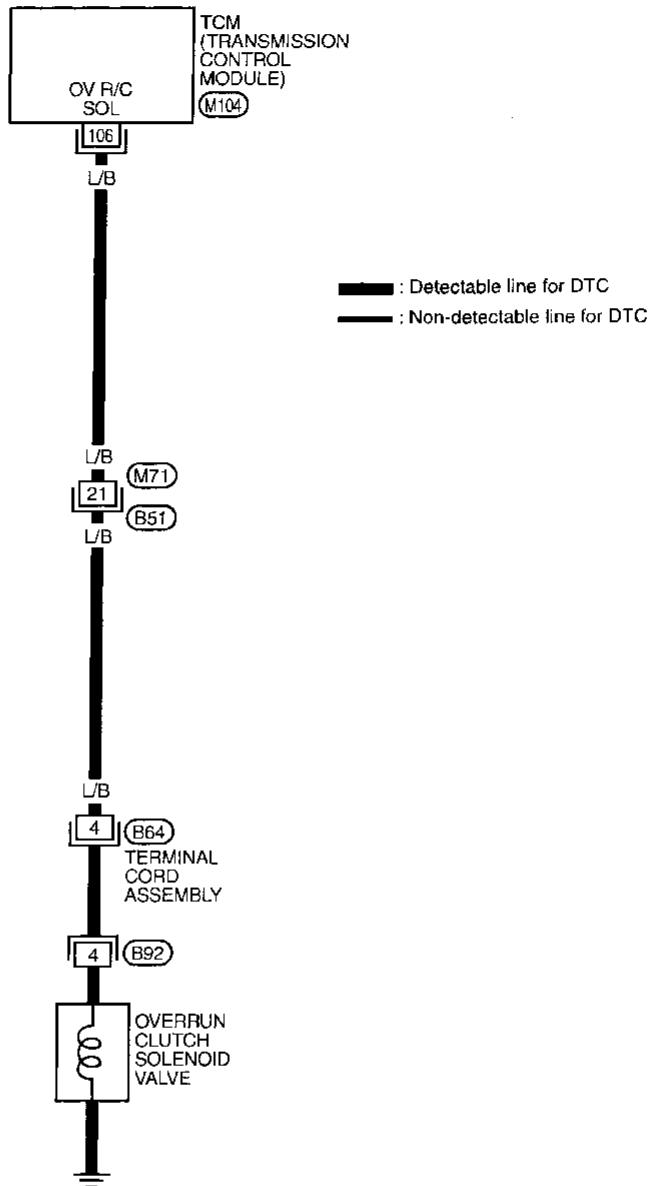 TCM
(TRANSMISSION
CONTROL
MODULE)
OV R/C
SOL
M104
106
L/B
: Detectable line for DTC
: Non-detectable line for DTC
L/B
M71
21
B51
L/B
L/B
4
B64
TERMINAL
CORD
ASSEMBLY
4
B92
OVERRUN
CLUTCH
SOLENOID
VALVE